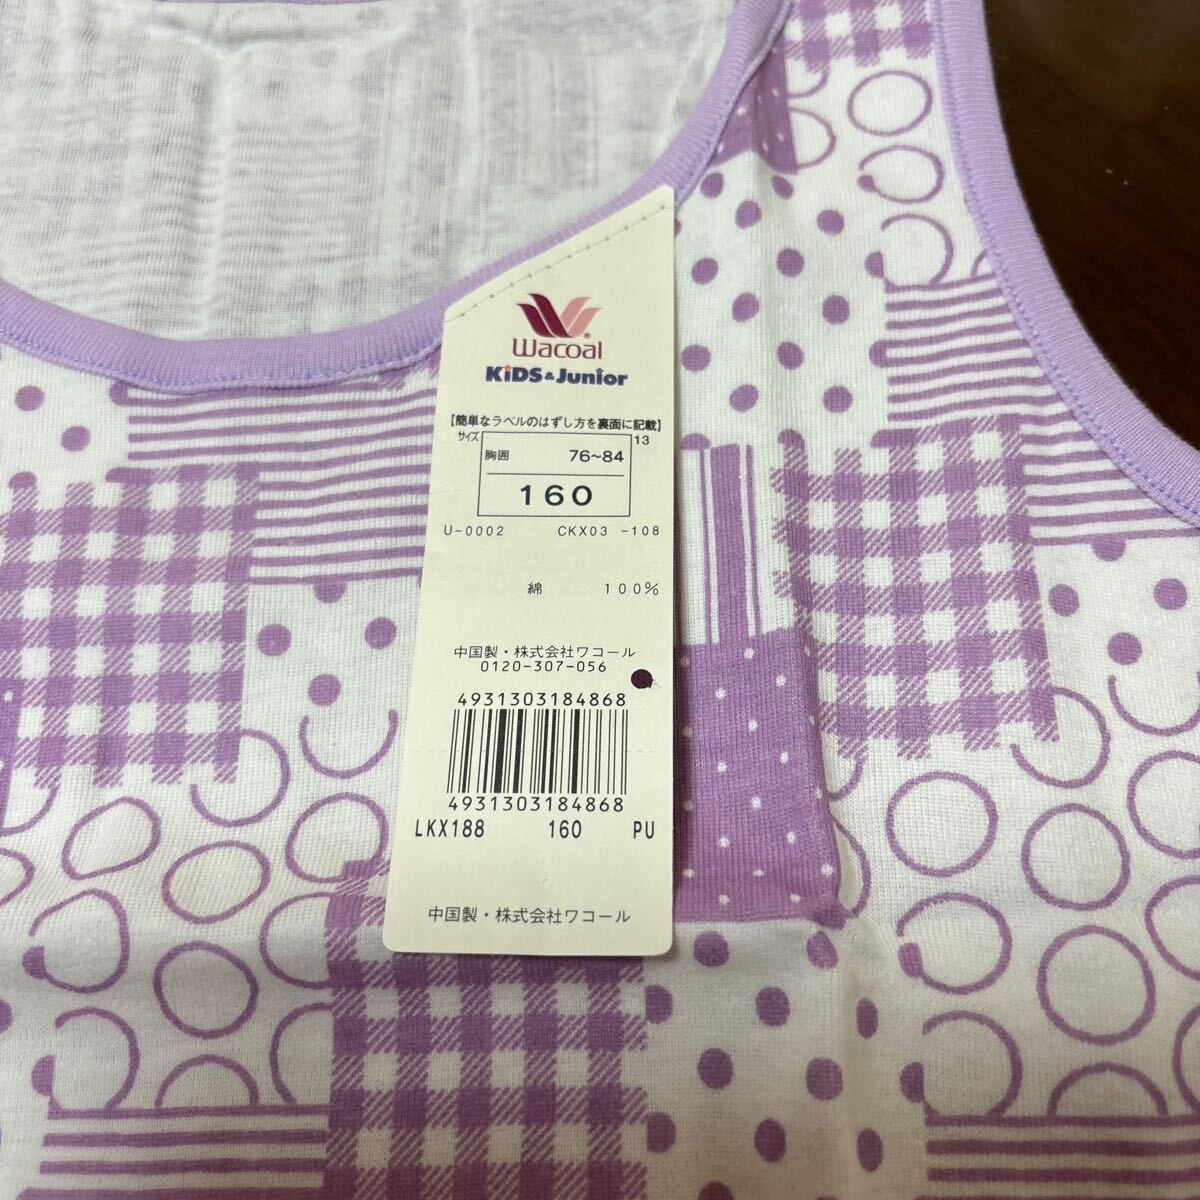 Wacoal
KiDS & Junior
【簡単なラベルのはずし方を裏面に記載】
サイズ 13
胸囲 76~84
160
U-0002 CKX03 -108
綿 100%
中国製・株式会社ワコール
0120-307-056
4931303184868
4931303184868
LKX188 160 PU
中国製・株式会社ワコール